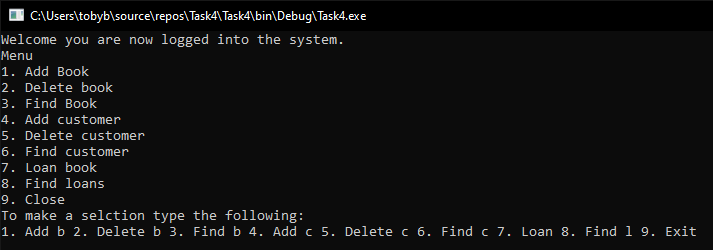 C:\Users\tobyb\source\repos\Task4\Task4\bin\Debug\Task4.exe
Welcome you are now logged into the system.
Menu
1. Add Book
2. Delete book
3. Find Book
4. Add customer
5. Delete customer
6. Find customer
7. Loan book
8. Find loans
9. Close
To make a selction type the following:
1. Add b 2. Delete b 3. Find b 4. Add c 5. Delete c 6. Find c 7. Loan 8. Find l 9. Exit